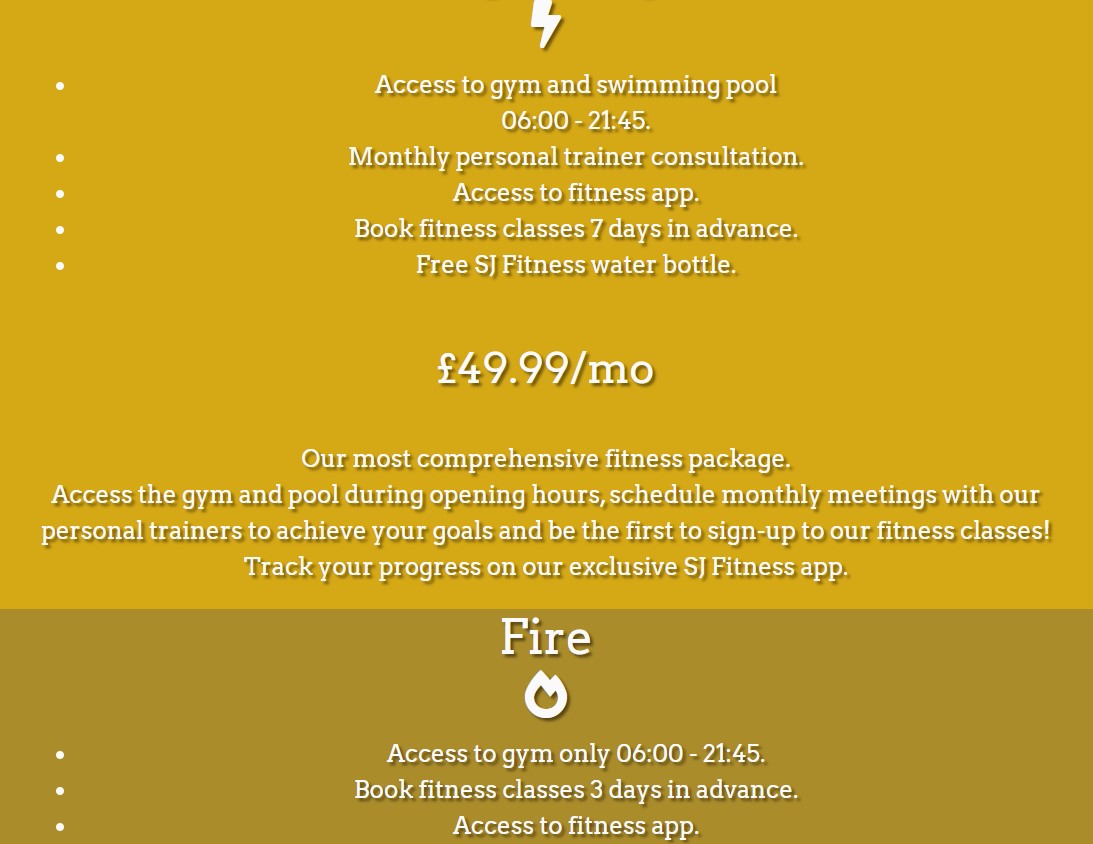 Access to gym and swimming pool
06:00 - 21:45.
Monthly personal trainer consultation.
Access to fitness app.
Book fitness classes 7 days in advance.
Free SJ Fitness water bottle.
£49.99/mo
Our most comprehensive fitness package.
Access the gym and pool during opening hours, schedule monthly meetings with our
personal trainers to achieve your goals and be the first to sign-up to our fitness classes!
Track your progress on our exclusive SJ Fitness app.
Fire
Access to gym only 06:00 - 21:45.
Book fitness classes 3 days in advance.
Access to fitness app.